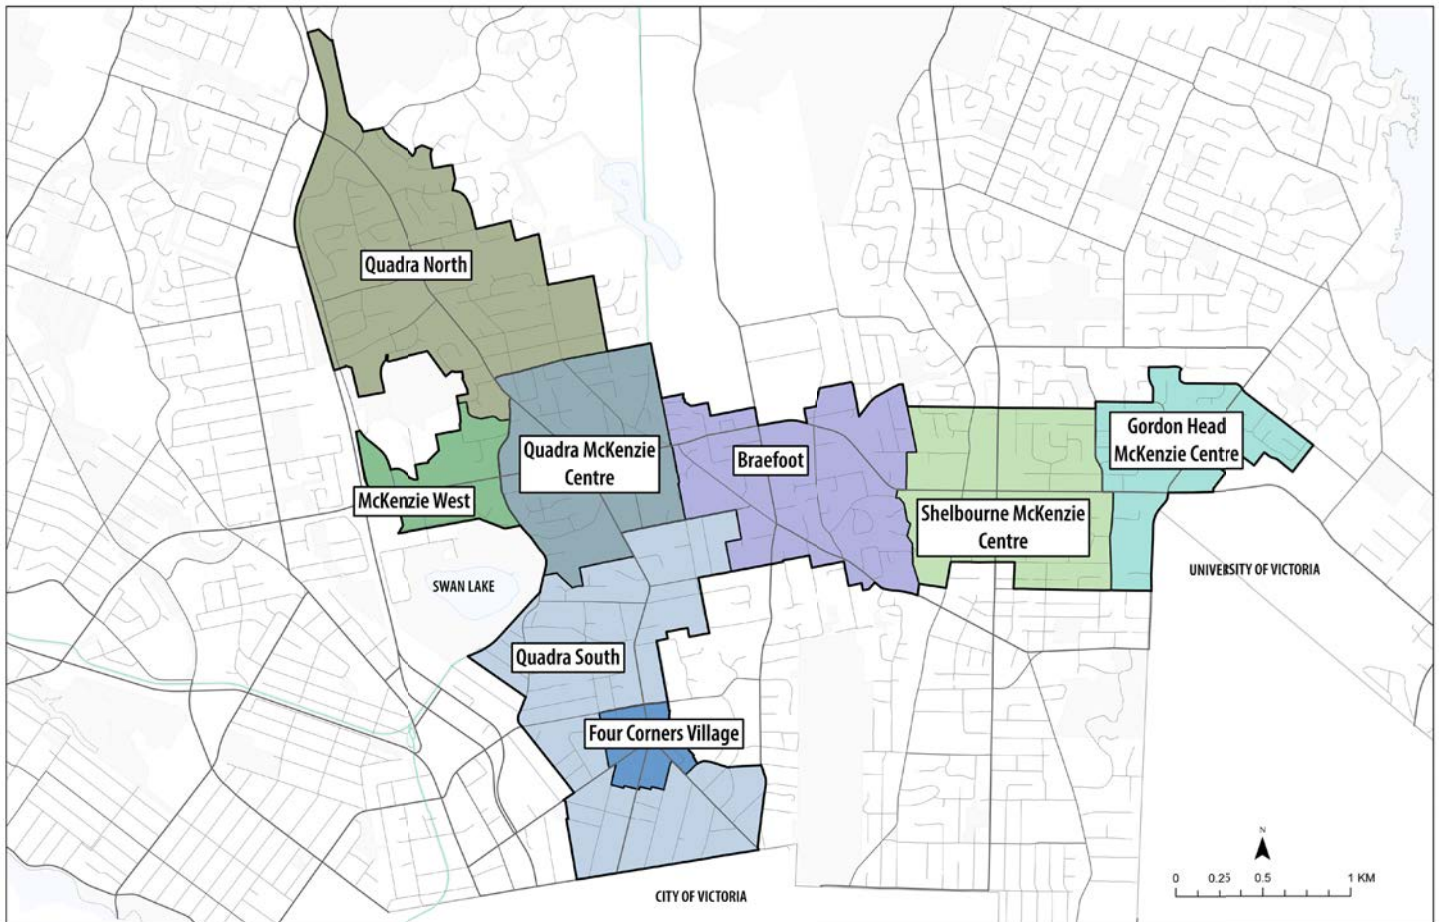 Quadra North
Quadra McKenzie
Centre
Braefoot
Gordon Head
McKenzie Centre
McKenzie West
Shelbourne McKenzie
Centre
SWAN LAKE
UNIVERSITY OF VICTORIA
Quadra South
Four Corners Village
CITY OF VICTORIA
N
0 0.25 0.5 1 KM